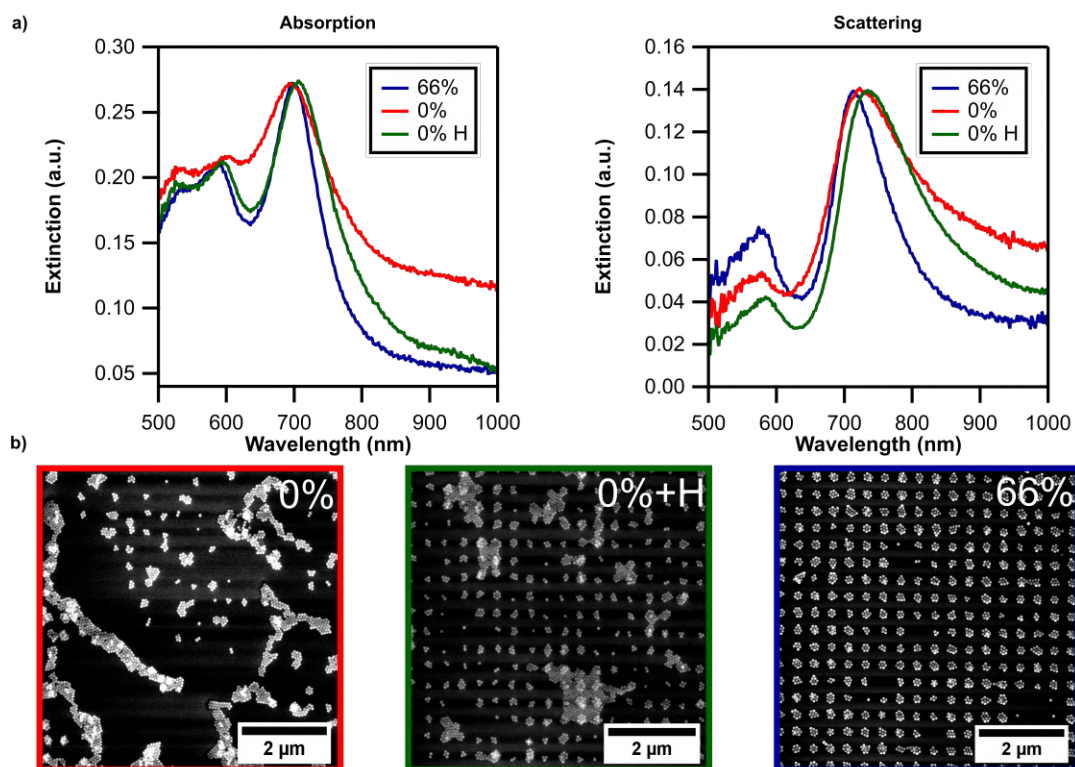 a)
Absorption
Scattering
0.30
0.25
0.20
0.15
0.10
0.05
Extinction (a.u.)
66%
0%
0% H
500 600 700 800 900 1000
Wavelength (nm)
0.16
0.14
0.12
0.10
0.08
0.06
0.04
0.02
0.00
Extinction (a.u.)
66%
0%
0% H
500 600 700 800 900 1000
Wavelength (nm)
b)
0%
2 µm
0%+H
2 µm
66%
2 µm